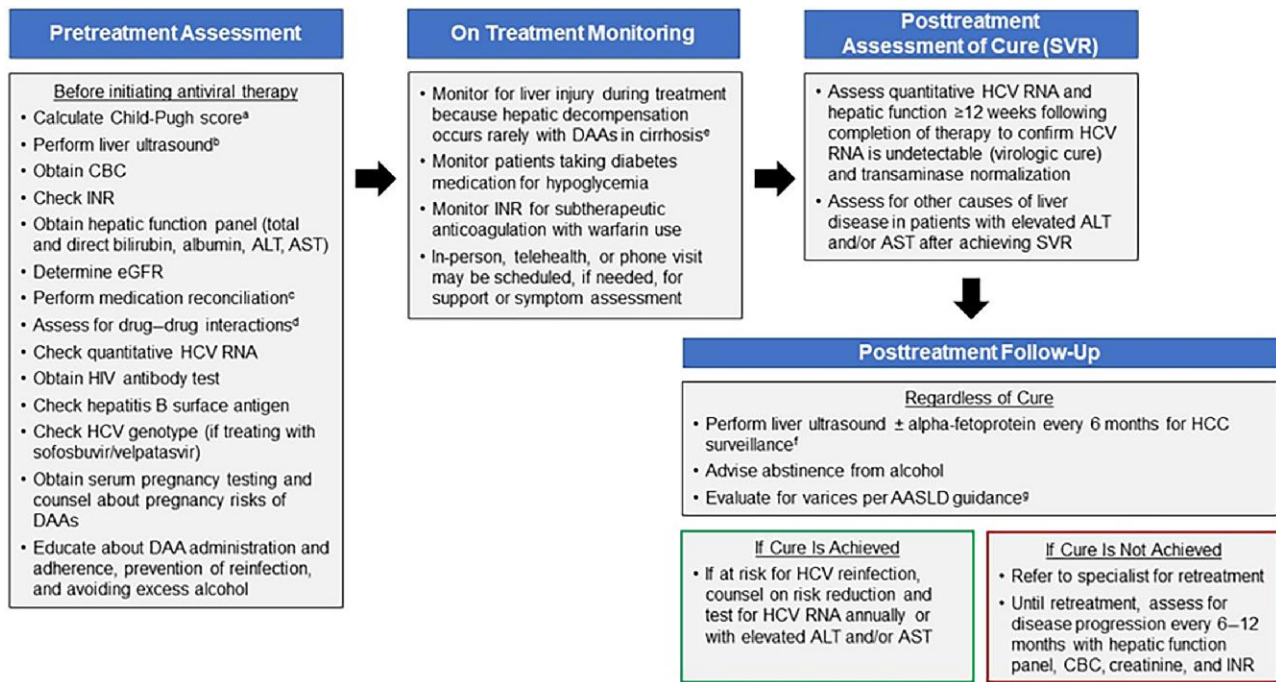 Pretreatment Assessment
Before initiating antiviral therapy
• Calculate Child-Pugh scoreᵃ
• Perform liver ultrasoundᵇ
• Obtain CBC
• Check INR
• Obtain hepatic function panel (total
and direct bilirubin, albumin, ALT, AST)
• Determine eGFR
• Perform medication reconciliationᶜ
• Assess for drug–drug interactionsᵈ
• Check quantitative HCV RNA
• Obtain HIV antibody test
• Check hepatitis B surface antigen
• Check HCV genotype (if treating with
sofosbuvir/velpatasvir)
• Obtain serum pregnancy testing and
counsel about pregnancy risks of
DAAs
• Educate about DAA administration and
adherence, prevention of reinfection,
and avoiding excess alcohol
On Treatment Monitoring
• Monitor for liver injury during treatment
because hepatic decompensation
occurs rarely with DAAs in cirrhosisᵉ
• Monitor patients taking diabetes
medication for hypoglycemia
• Monitor INR for subtherapeutic
anticoagulation with warfarin use
• In-person, telehealth, or phone visit
may be scheduled, if needed, for
support or symptom assessment
Posttreatment
Assessment of Cure (SVR)
• Assess quantitative HCV RNA and
hepatic function ≥12 weeks following
completion of therapy to confirm HCV
RNA is undetectable (virologic cure)
and transaminase normalization
• Assess for other causes of liver
disease in patients with elevated ALT
and/or AST after achieving SVR
Posttreatment Follow-Up
Regardless of Cure
• Perform liver ultrasound ± alpha-fetoprotein every 6 months for HCC
surveillanceᶠ
• Advise abstinence from alcohol
• Evaluate for varices per AASLD guidanceᵍ
If Cure Is Achieved
• If at risk for HCV reinfection,
counsel on risk reduction and
test for HCV RNA annually or
with elevated ALT and/or AST
If Cure Is Not Achieved
• Refer to specialist for retreatment
• Until retreatment, assess for
disease progression every 6–12
months with hepatic function
panel, CBC, creatinine, and INR